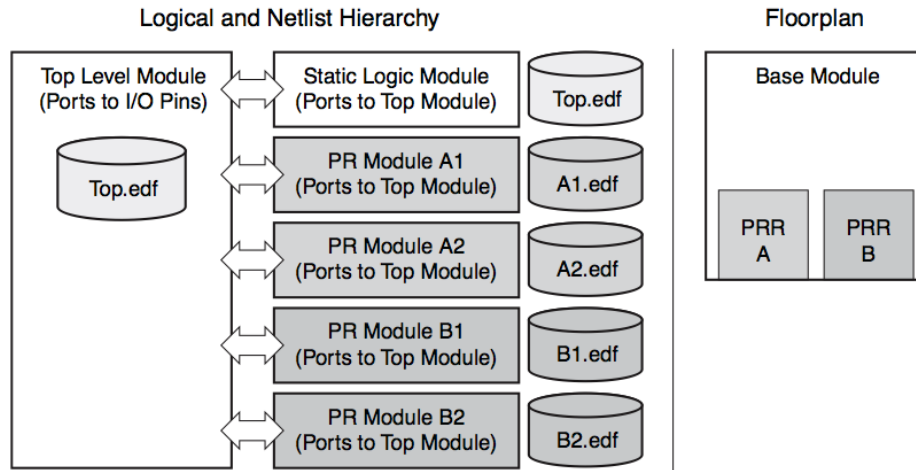 Logical and Netlist Hierarchy
Floorplan
Top Level Module
(Ports to I/O Pins)
Top.edf
Static Logic Module
(Ports to Top Module)
Top.edf
PR Module A1
(Ports to Top Module)
A1.edf
PR Module A2
(Ports to Top Module)
A2.edf
PR Module B1
(Ports to Top Module)
B1.edf
PR Module B2
(Ports to Top Module)
B2.edf
Base Module
PRR
A
PRR
B